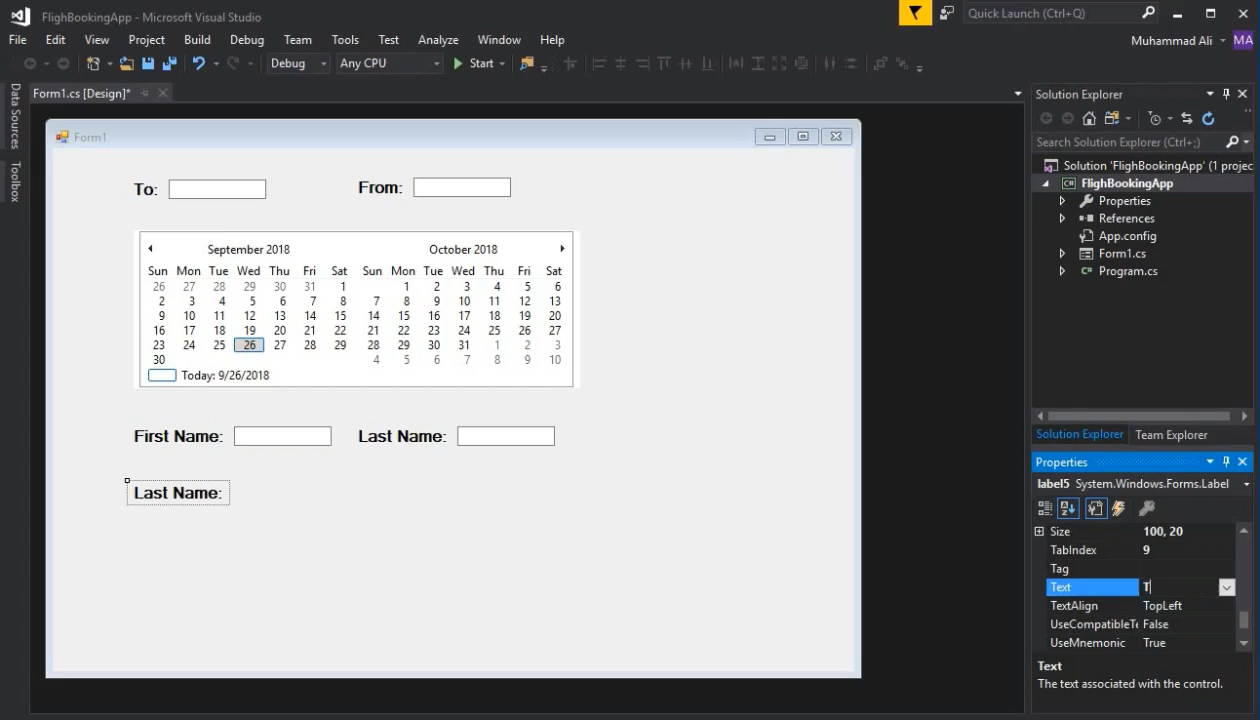 FlighBookingApp - Microsoft Visual Studio
Quick Launch (Ctrl+Q)
File Edit View Project Build Debug Team Tools Test Analyze Window Help
Muhammad Ali MA
Debug Any CPU Start
Form1.cs [Design]*
Data Sources
Toolbox
Form1
To: From:
September 2018 October 2018
Sun Mon Tue Wed Thu Fri Sat Sun Mon Tue Wed Thu Fri Sat
26 27 28 29 30 31 1 1 2 3 4 5 6
2 3 4 5 6 7 8 7 8 9 10 11 12 13
9 10 11 12 13 14 15 14 15 16 17 18 19 20
16 17 18 19 20 21 22 21 22 23 24 25 26 27
23 24 25 26 27 28 29 28 29 30 31 1 2 3
30 4 5 6 7 8 9 10
Today: 9/26/2018
First Name: Last Name:
Last Name:
Solution Explorer
Search Solution Explorer (Ctrl+;)
Solution 'FlighBookingApp' (1 projec
FlighBookingApp
Properties
References
App.config
Form1.cs
Program.cs
Solution Explorer Team Explorer
Properties
label5 System.Windows.Forms.Label
Size 100, 20
TabIndex 9
Tag
Text T
TextAlign TopLeft
UseCompatibleTe False
UseMnemonic True
Text
The text associated with the control.